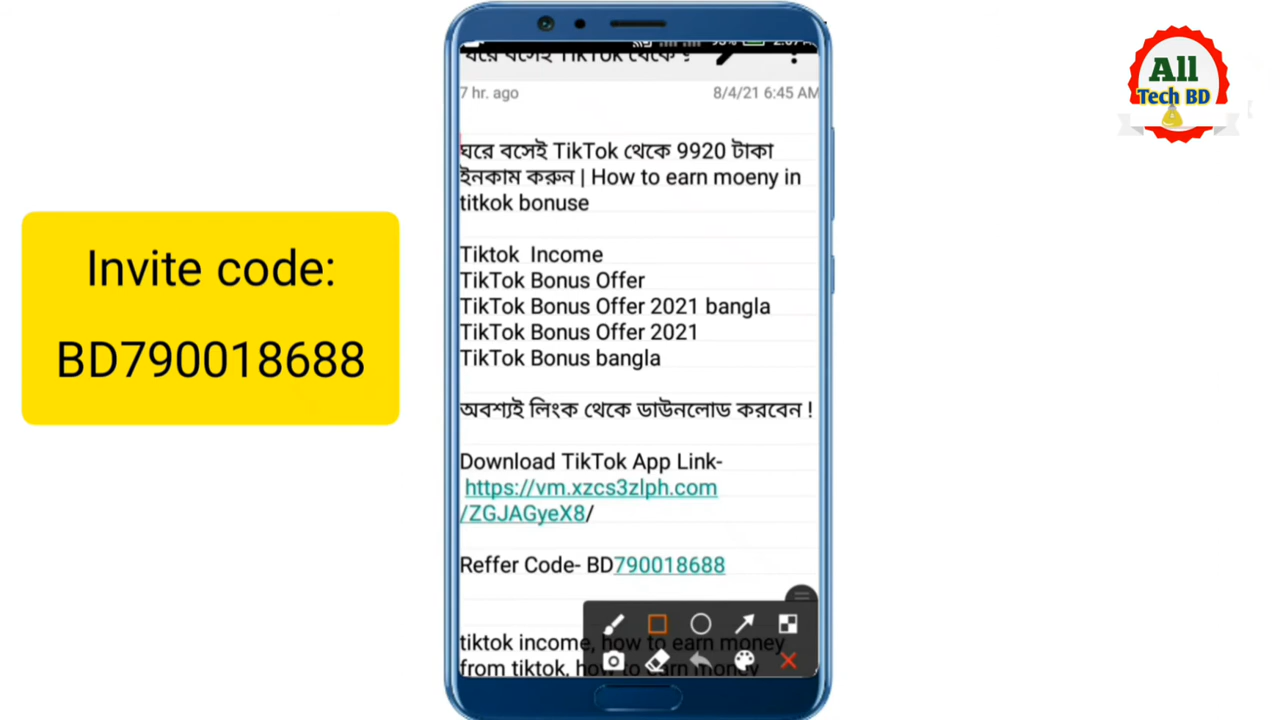 All
Tech BD
Invite code:
BD790018688
ঘরে বসেই TikTok থেকে
7 hr. ago 8/4/21 6:45 AM
ঘরে বসেই TikTok থেকে 9920 টাকা
ইনকাম করুন | How to earn moeny in
titkok bonuse
Tiktok Income
TikTok Bonus Offer
TikTok Bonus Offer 2021 bangla
TikTok Bonus Offer 2021
TikTok Bonus bangla
অবশ্যই লিংক থেকে ডাউনলোড করবেন !
Download TikTok App Link-
https://vm.xzcs3zlph.com
/ZGJAGyeX8/
Reffer Code- BD790018688
tiktok income, how to earn money
from tiktok, how to earn money